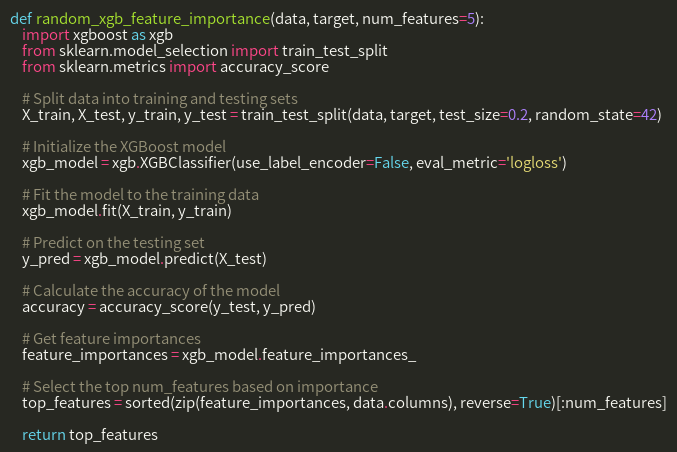 def random_xgb_feature_importance(data, target, num_features=5):
import xgboost as xgb
from sklearn.model_selection import train_test_split
from sklearn.metrics import accuracy_score
# Split data into training and testing sets
X_train, X_test, y_train, y_test = train_test_split(data, target, test_size=0.2, random_state=42)
# Initialize the XGBoost model
xgb_model = xgb.XGBClassifier(use_label_encoder=False, eval_metric='logloss')
# Fit the model to the training data
xgb_model.fit(X_train, y_train)
# Predict on the testing set
y_pred = xgb_model.predict(X_test)
# Calculate the accuracy of the model
accuracy = accuracy_score(y_test, y_pred)
# Get feature importances
feature_importances = xgb_model.feature_importances_
# Select the top num_features based on importance
top_features = sorted(zip(feature_importances, data.columns), reverse=True)[:num_features]
return top_features